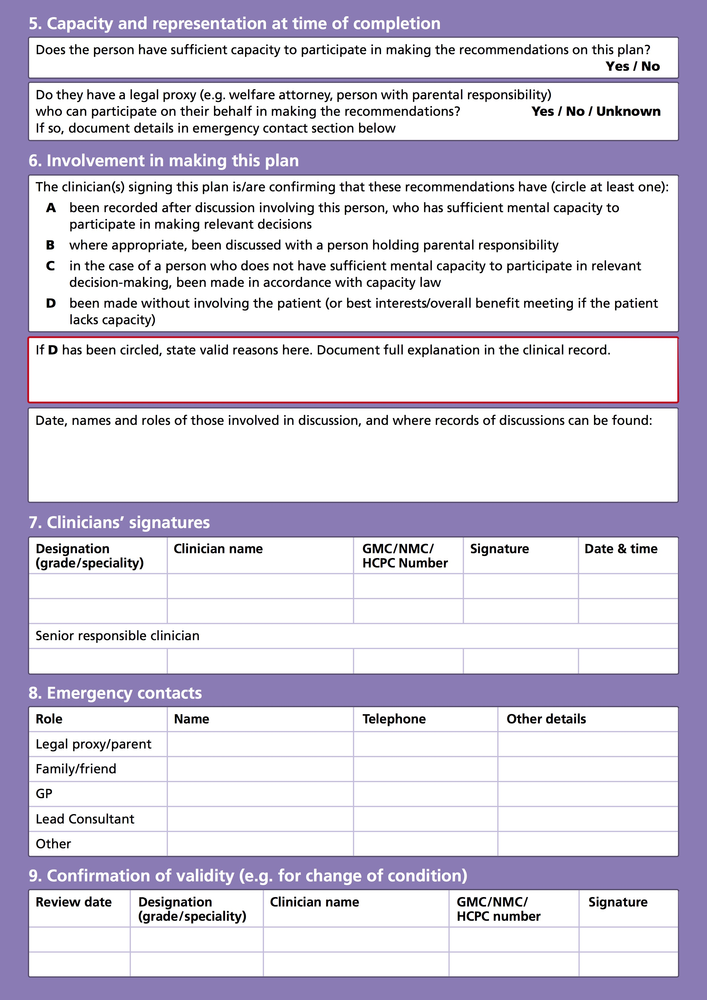 5. Capacity and representation at time of completion
Does the person have sufficient capacity to participate in making the recommendations on this plan?
Yes / No
Do they have a legal proxy (e.g. welfare attorney, person with parental responsibility)
who can participate on their behalf in making the recommendations? Yes / No / Unknown
If so, document details in emergency contact section below
6. Involvement in making this plan
The clinician(s) signing this plan is/are confirming that these recommendations have (circle at least one):
A been recorded after discussion involving this person, who has sufficient mental capacity to
participate in making relevant decisions
B where appropriate, been discussed with a person holding parental responsibility
C in the case of a person who does not have sufficient mental capacity to participate in relevant
decision-making, been made in accordance with capacity law
D been made without involving the patient (or best interests/overall benefit meeting if the patient
lacks capacity)
If D has been circled, state valid reasons here. Document full explanation in the clinical record.
Date, names and roles of those involved in discussion, and where records of discussions can be found:
7. Clinicians’ signatures
Designation Clinician name GMC/NMC/ Signature Date & time
(grade/speciality) HCPC Number
Senior responsible clinician
8. Emergency contacts
Role Name Telephone Other details
Legal proxy/parent
Family/friend
GP
Lead Consultant
Other
9. Confirmation of validity (e.g. for change of condition)
Review date Designation Clinician name GMC/NMC/ Signature
(grade/speciality) HCPC number